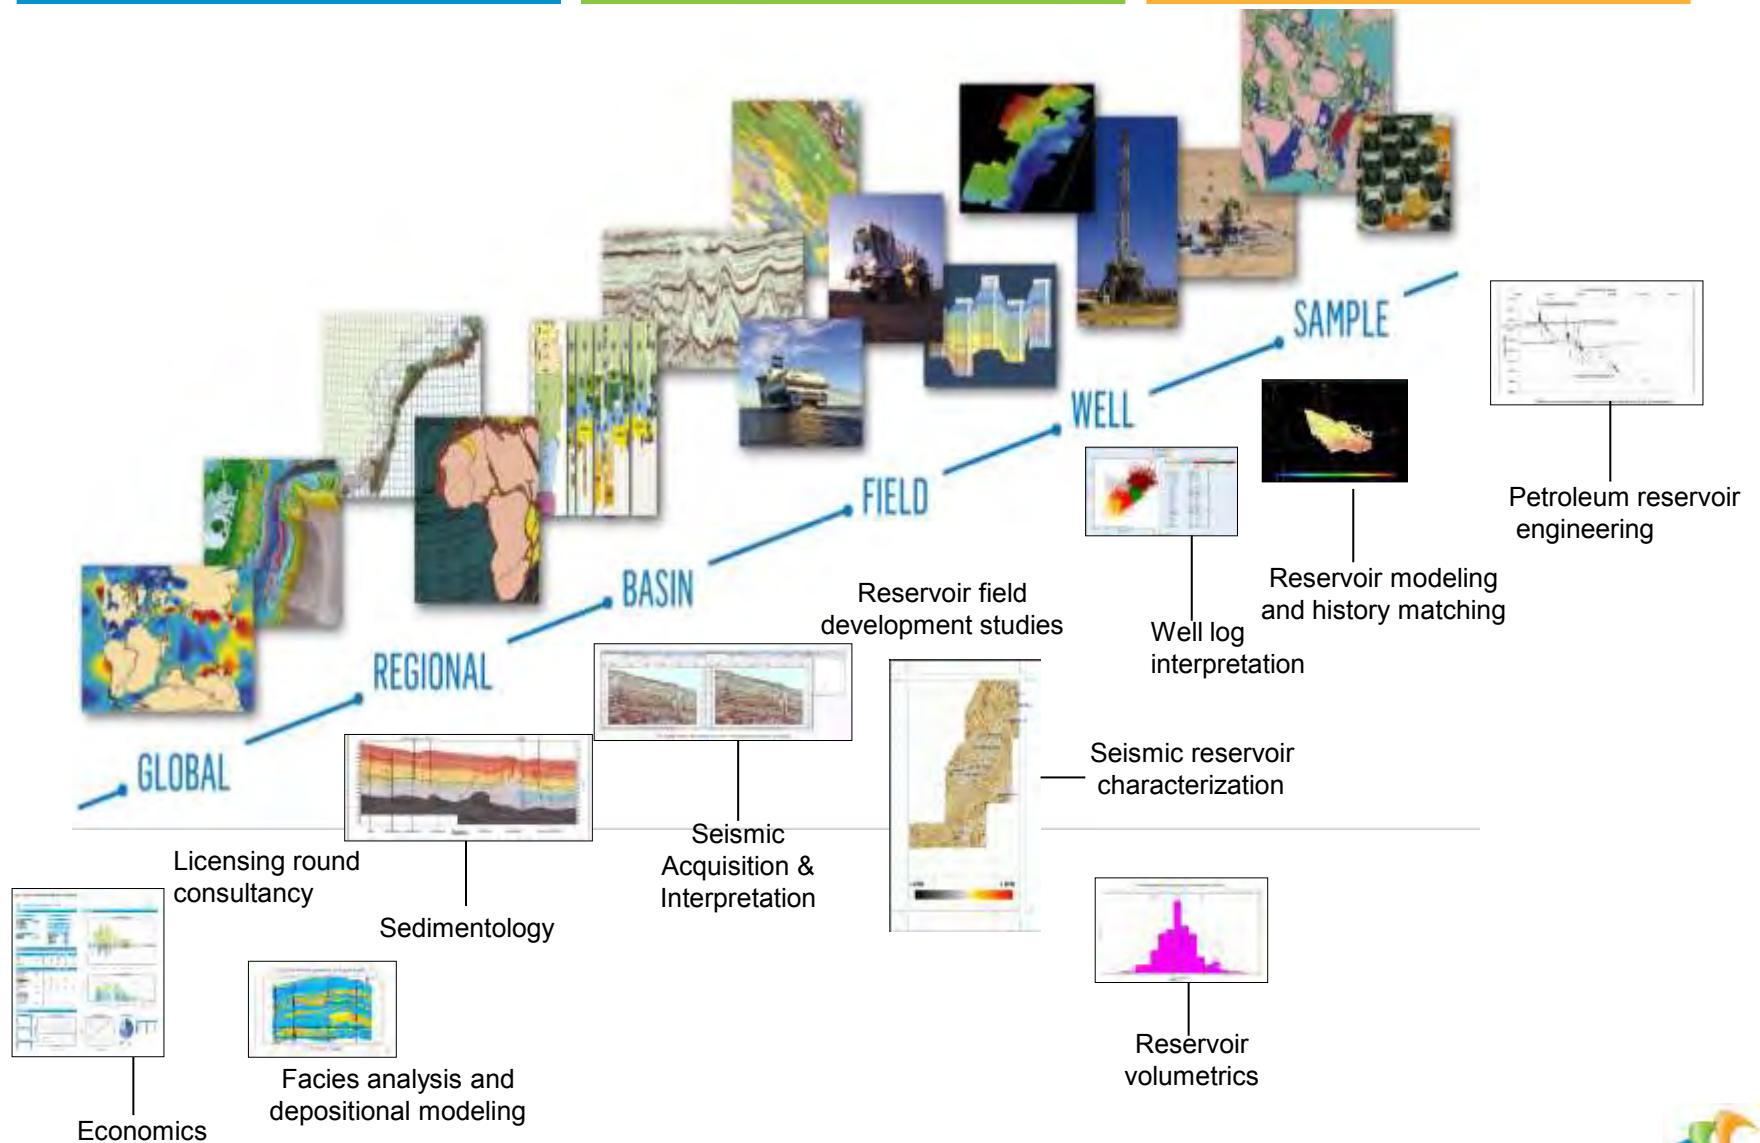 SAMPLE
WELL
FIELD
BASIN
REGIONAL
GLOBAL
Petroleum reservoir
engineering
Reservoir modeling
and history matching
Reservoir field
development studies
Well log
interpretation
Seismic reservoir
characterization
Seismic
Acquisition &
Interpretation
Licensing round
consultancy
Sedimentology
Reservoir
volumetrics
Facies analysis and
depositional modeling
Economics